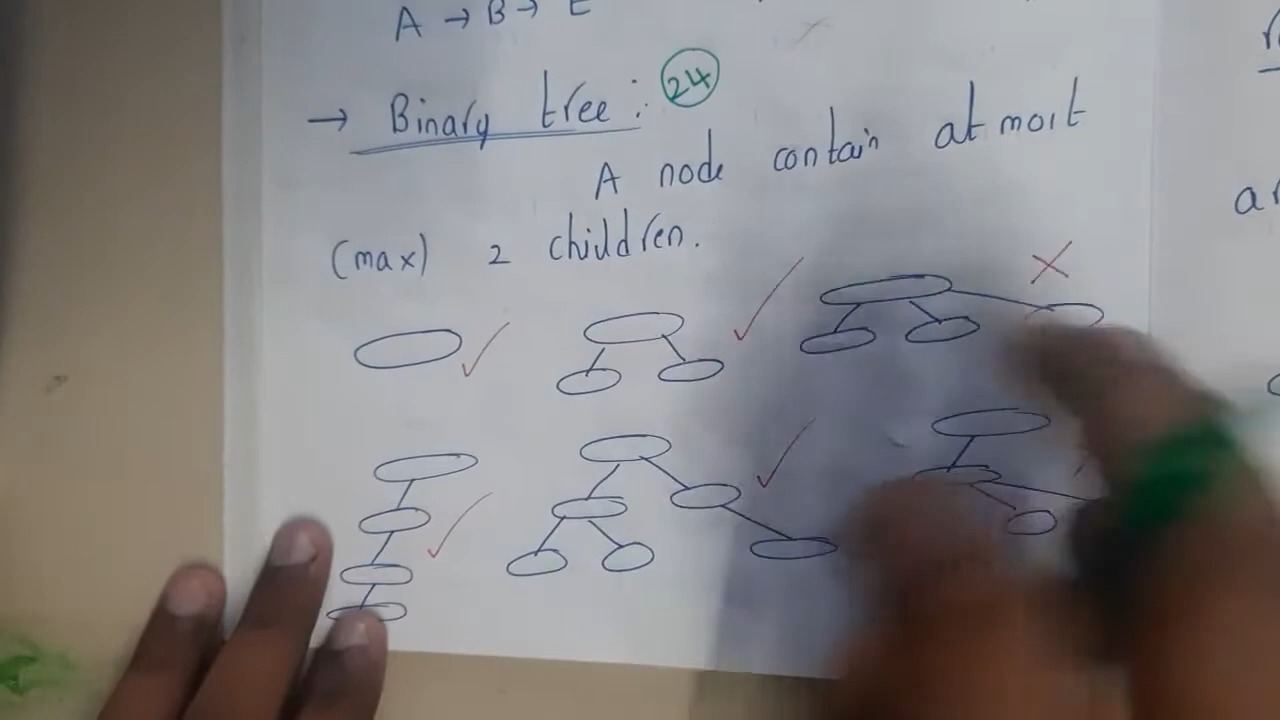 A → B → E
→ Binary tree: 24
A node contain at most
(max) 2 children.